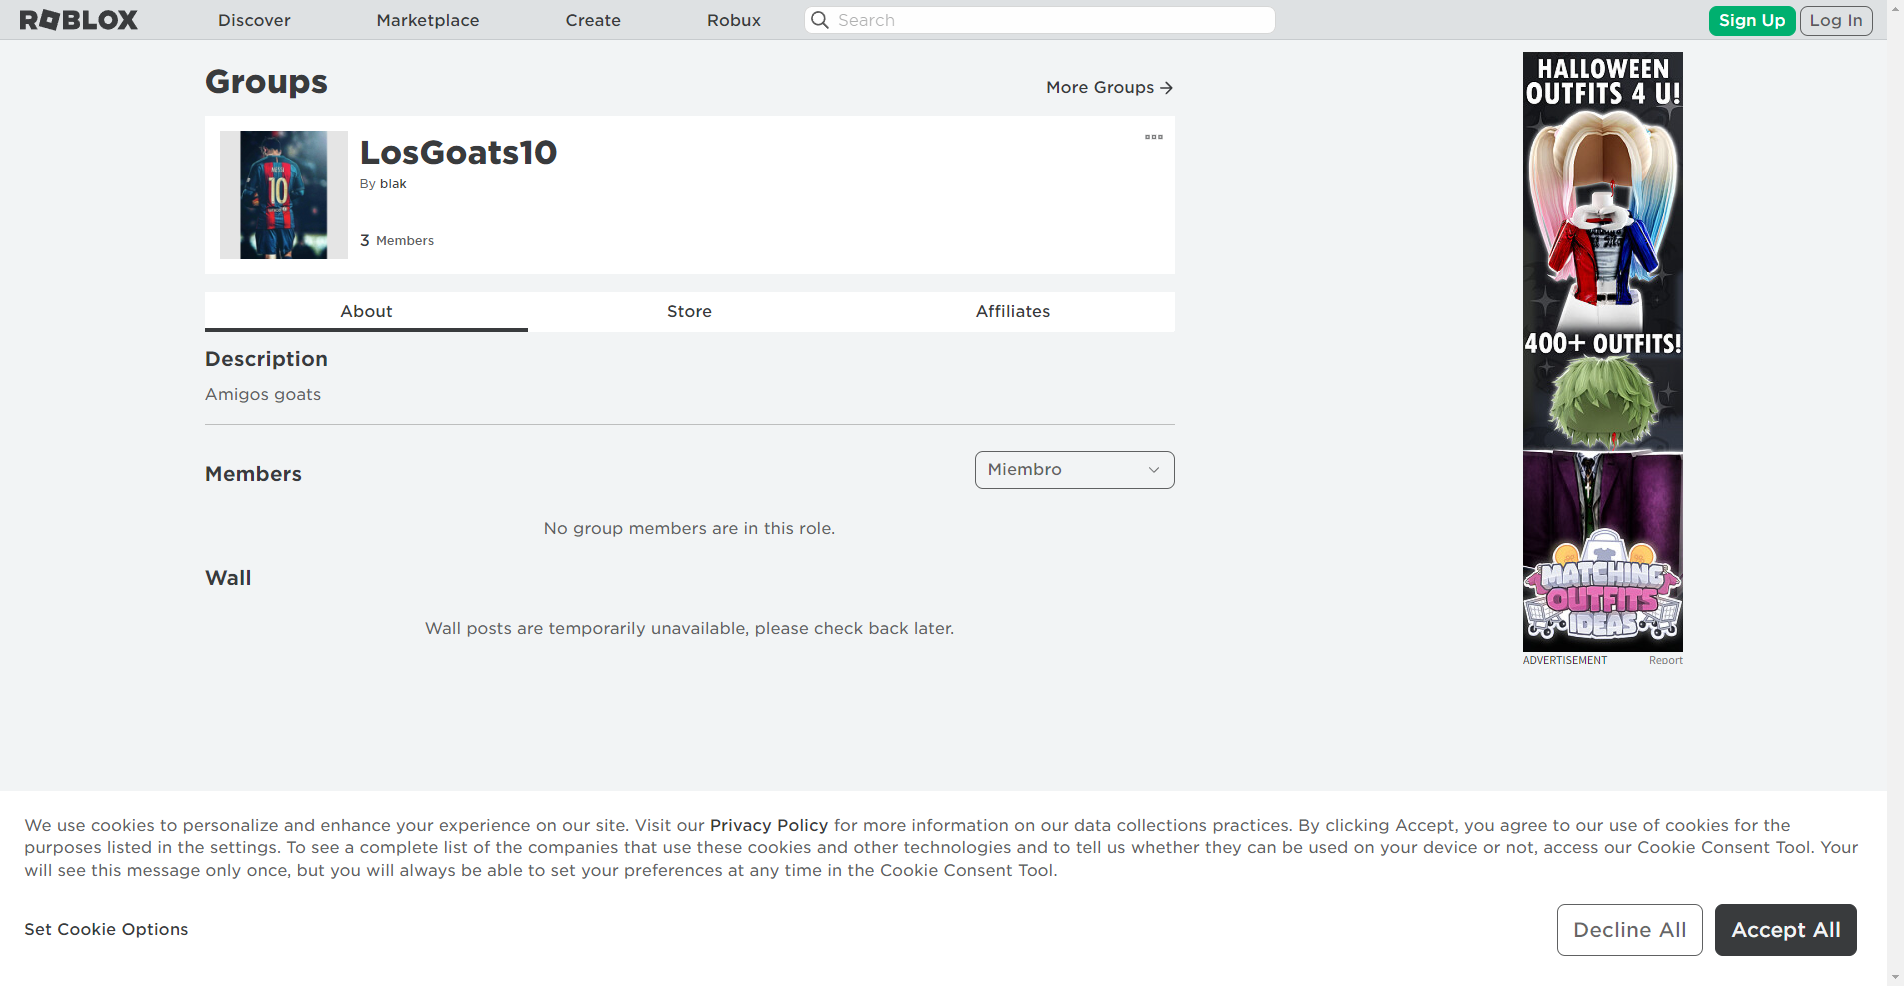 ROBLOX
Discover
Marketplace
Create
Robux
Search
Sign Up
Log In
Groups
More Groups
LosGoats10
By blak
3 Members
MESSI
10
About
Store
Affiliates
Description
Amigos goats
Members
Miembro
No group members are in this role.
Wall
Wall posts are temporarily unavailable, please check back later.
HALLOWEEN
OUTFITS 4 U!
400+ OUTFITS!
MATCHING
OUTFITS
IDEAS
ADVERTISEMENT
Report
We use cookies to personalize and enhance your experience on our site. Visit our Privacy Policy for more information on our data collections practices. By clicking Accept, you agree to our use of cookies for the
purposes listed in the settings. To see a complete list of the companies that use these cookies and other technologies and to tell us whether they can be used on your device or not, access our Cookie Consent Tool. Your
will see this message only once, but you will always be able to set your preferences at any time in the Cookie Consent Tool.
Set Cookie Options
Decline All
Accept All